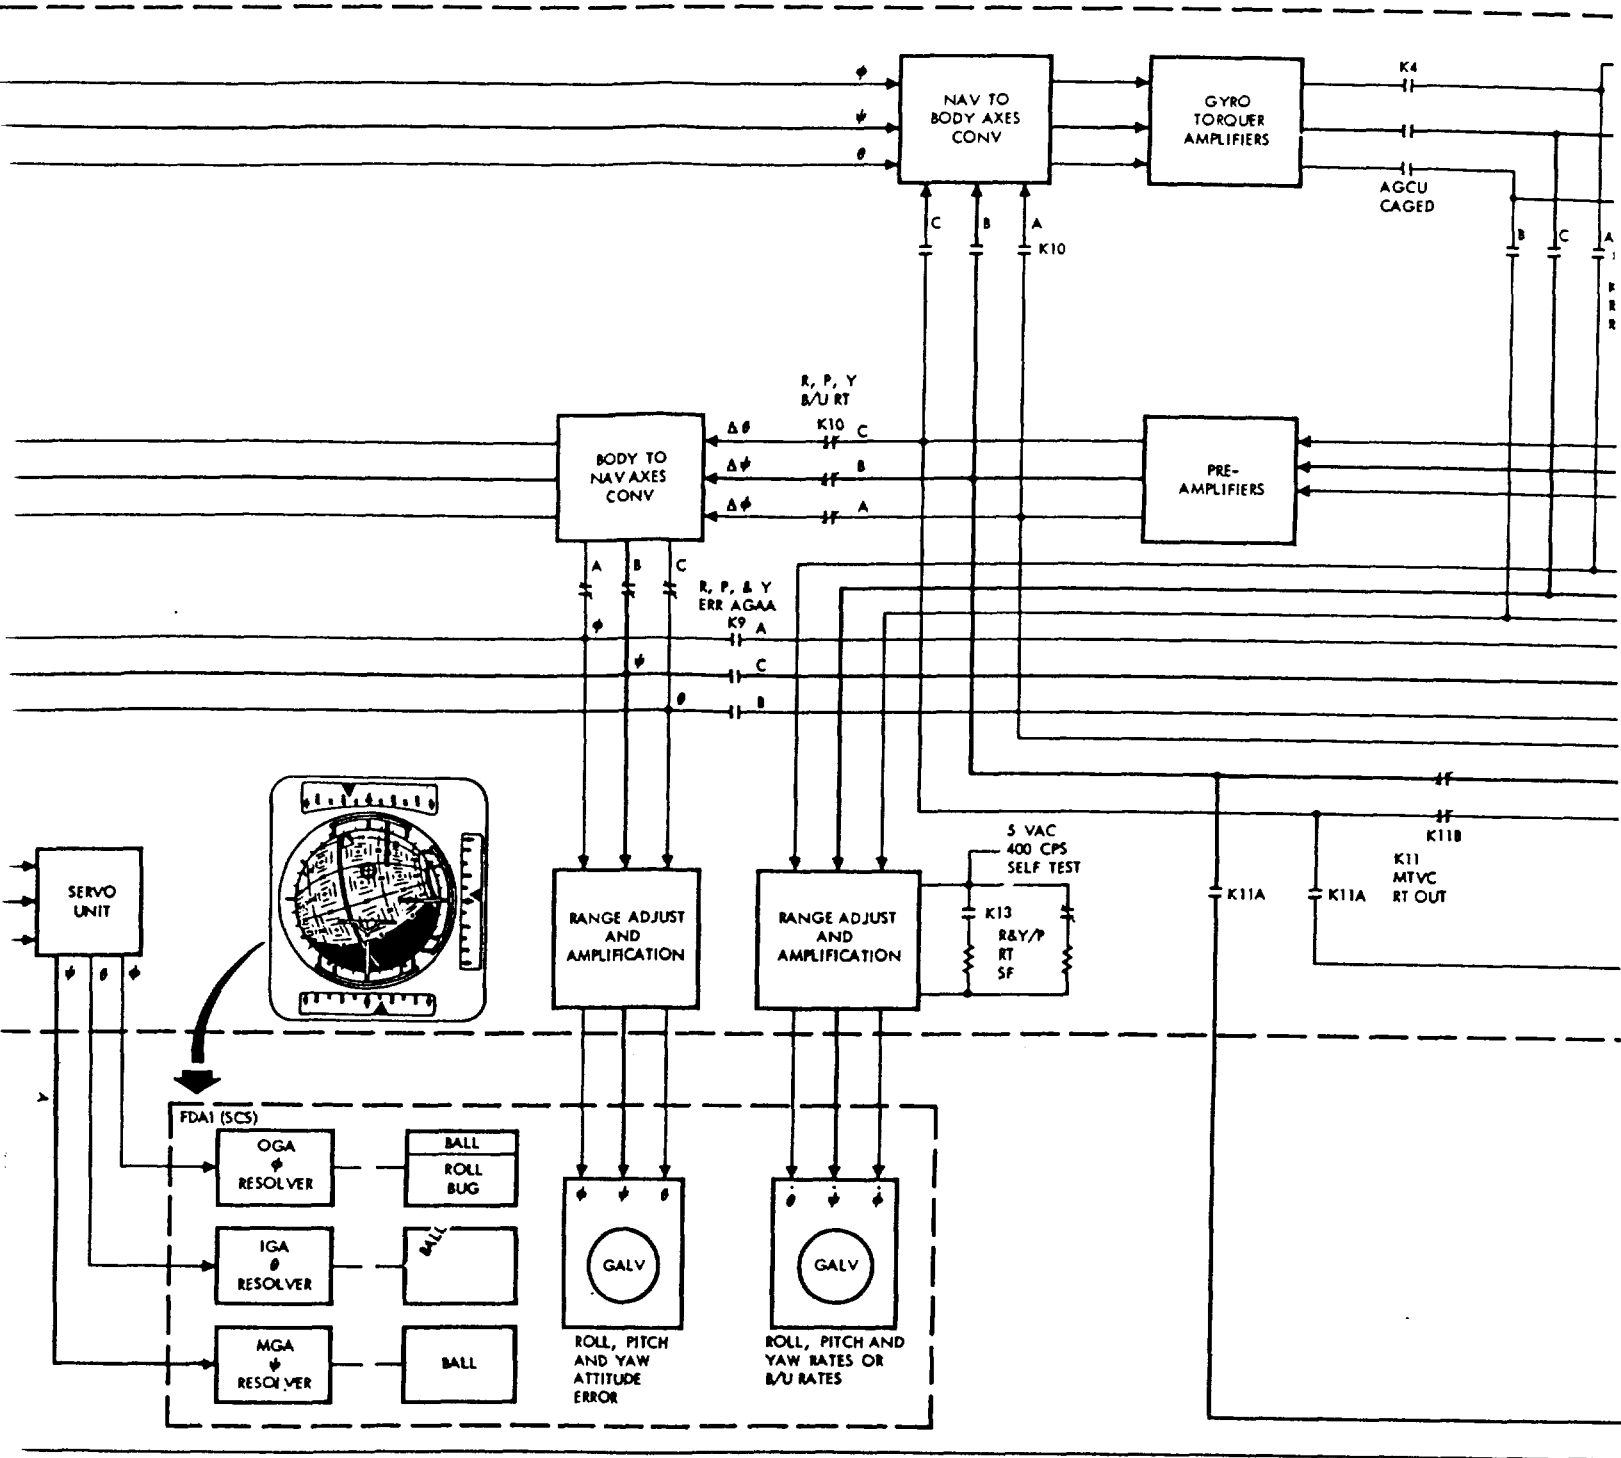 φ
ψ
θ
NAV TO
BODY AXES
CONV
GYRO
TORQUER
AMPLIFIERS
K4
AGCU
CAGED
C
B
A
K10
B
C
A
R, P, Y
B/U RT
K10
Δθ
C
Δψ
B
Δφ
A
BODY TO
NAV AXES
CONV
PRE-
AMPLIFIERS
A
B
C
R, P, & Y
ERR AGAA
K9
A
φ
ψ
C
θ
B
K11B
K11
MTVC
RT OUT
K11A
K11A
5 VAC
400 CPS
SELF TEST
K13
R&Y/P
RT
SF
SERVO
UNIT
ψ
θ
φ
RANGE ADJUST
AND
AMPLIFICATION
RANGE ADJUST
AND
AMPLIFICATION
Y
FDAI (SCS)
OGA
φ
RESOLVER
BALL
ROLL
BUG
IGA
θ
RESOLVER
BALL
MGA
ψ
RESOLVER
BALL
φ
ψ
θ
GALV
ROLL, PITCH
AND YAW
ATTITUDE
ERROR
θ̇
ψ̇
φ̇
GALV
ROLL, PITCH AND
YAW RATES OR
B/U RATES